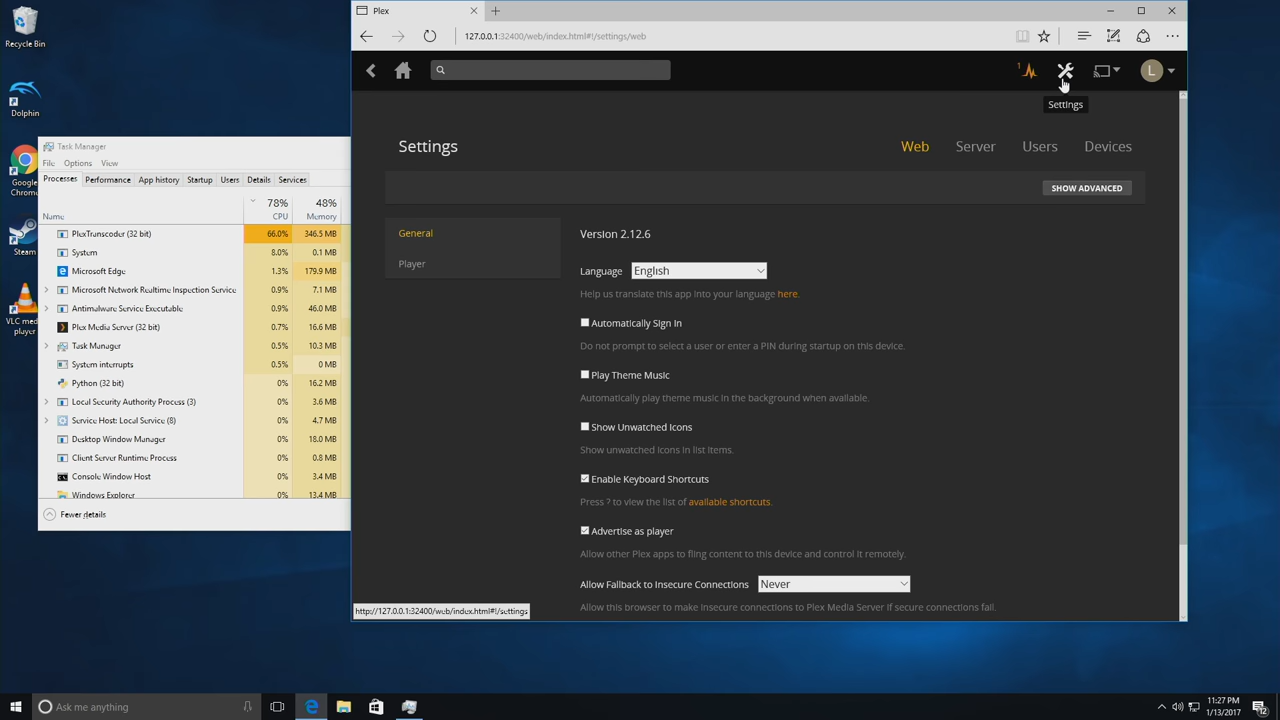 Recycle Bin
Dolphin
Google Chrome
Steam
VLC media player
Task Manager
File Options View
Processes Performance App history Startup Users Details Services
78% 48%
Name CPU Memory
PlexTranscoder (32 bit) 66.0% 346.5 MB
System 8.0% 0.1 MB
Microsoft Edge 1.3% 179.9 MB
Microsoft Network Realtime Inspection Service 0.9% 7.1 MB
Antimalware Service Executable 0.9% 46.0 MB
Plex Media Server (32 bit) 0.7% 16.6 MB
Task Manager 0.5% 10.3 MB
System interrupts 0.5% 0 MB
Python (32 bit) 0% 16.2 MB
Local Security Authority Process (3) 0% 3.6 MB
Service Host: Local Service (8) 0% 4.7 MB
Desktop Window Manager 0% 18.0 MB
Client Server Runtime Process 0% 0.8 MB
Console Window Host 0% 3.4 MB
Windows Explorer 0% 13.4 MB
Fewer details
Plex
127.0.0.1:32400/web/index.html#!/settings/web
1
L
Settings
Settings Web Server Users Devices
SHOW ADVANCED
General
Player
Version 2.12.6
Language English
Help us translate this app into your language here.
Automatically Sign In
Do not prompt to select a user or enter a PIN during startup on this device.
Play Theme Music
Automatically play theme music in the background when available.
Show Unwatched Icons
Show unwatched icons in list items.
Enable Keyboard Shortcuts
Press ? to view the list of available shortcuts.
Advertise as player
Allow other Plex apps to fling content to this device and control it remotely.
Allow Fallback to Insecure Connections Never
Allow this browser to make insecure connections to Plex Media Server if secure connections fail.
http://127.0.0.1:32400/web/index.html#!/settings
Ask me anything
11:27 PM
1/13/2017
12